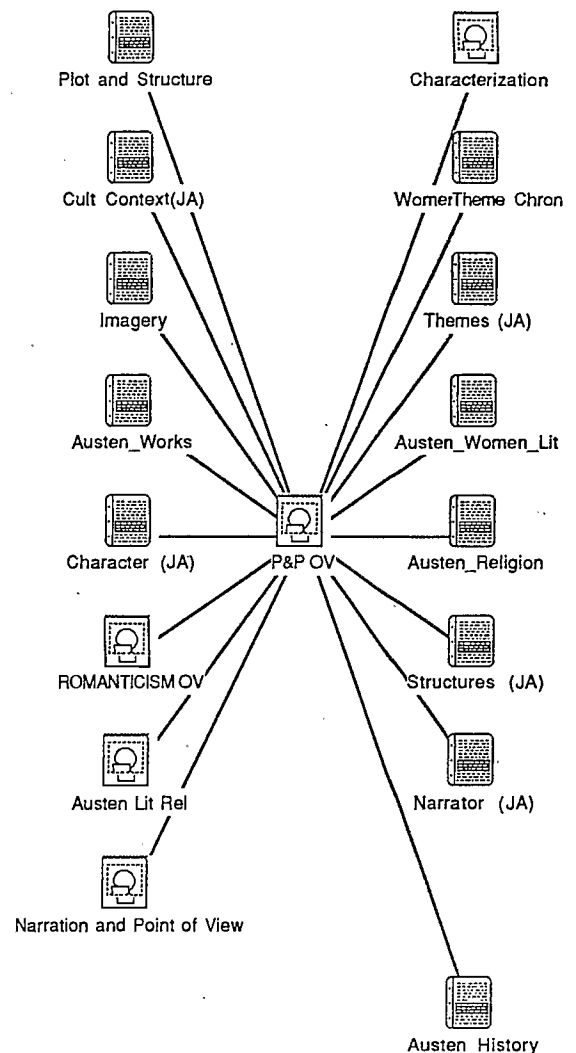 Plot and Structure
Characterization
Cult Context(JA)
WomerTheme Chron
Imagery
Themes (JA)
Austen_Works
Austen_Women_Lit
Character (JA)
P&P OV
Austen_Religion
ROMANTICISM OV
Structures (JA)
Austen Lit Rel
Narrator (JA)
Narration and Point of View
Austen History